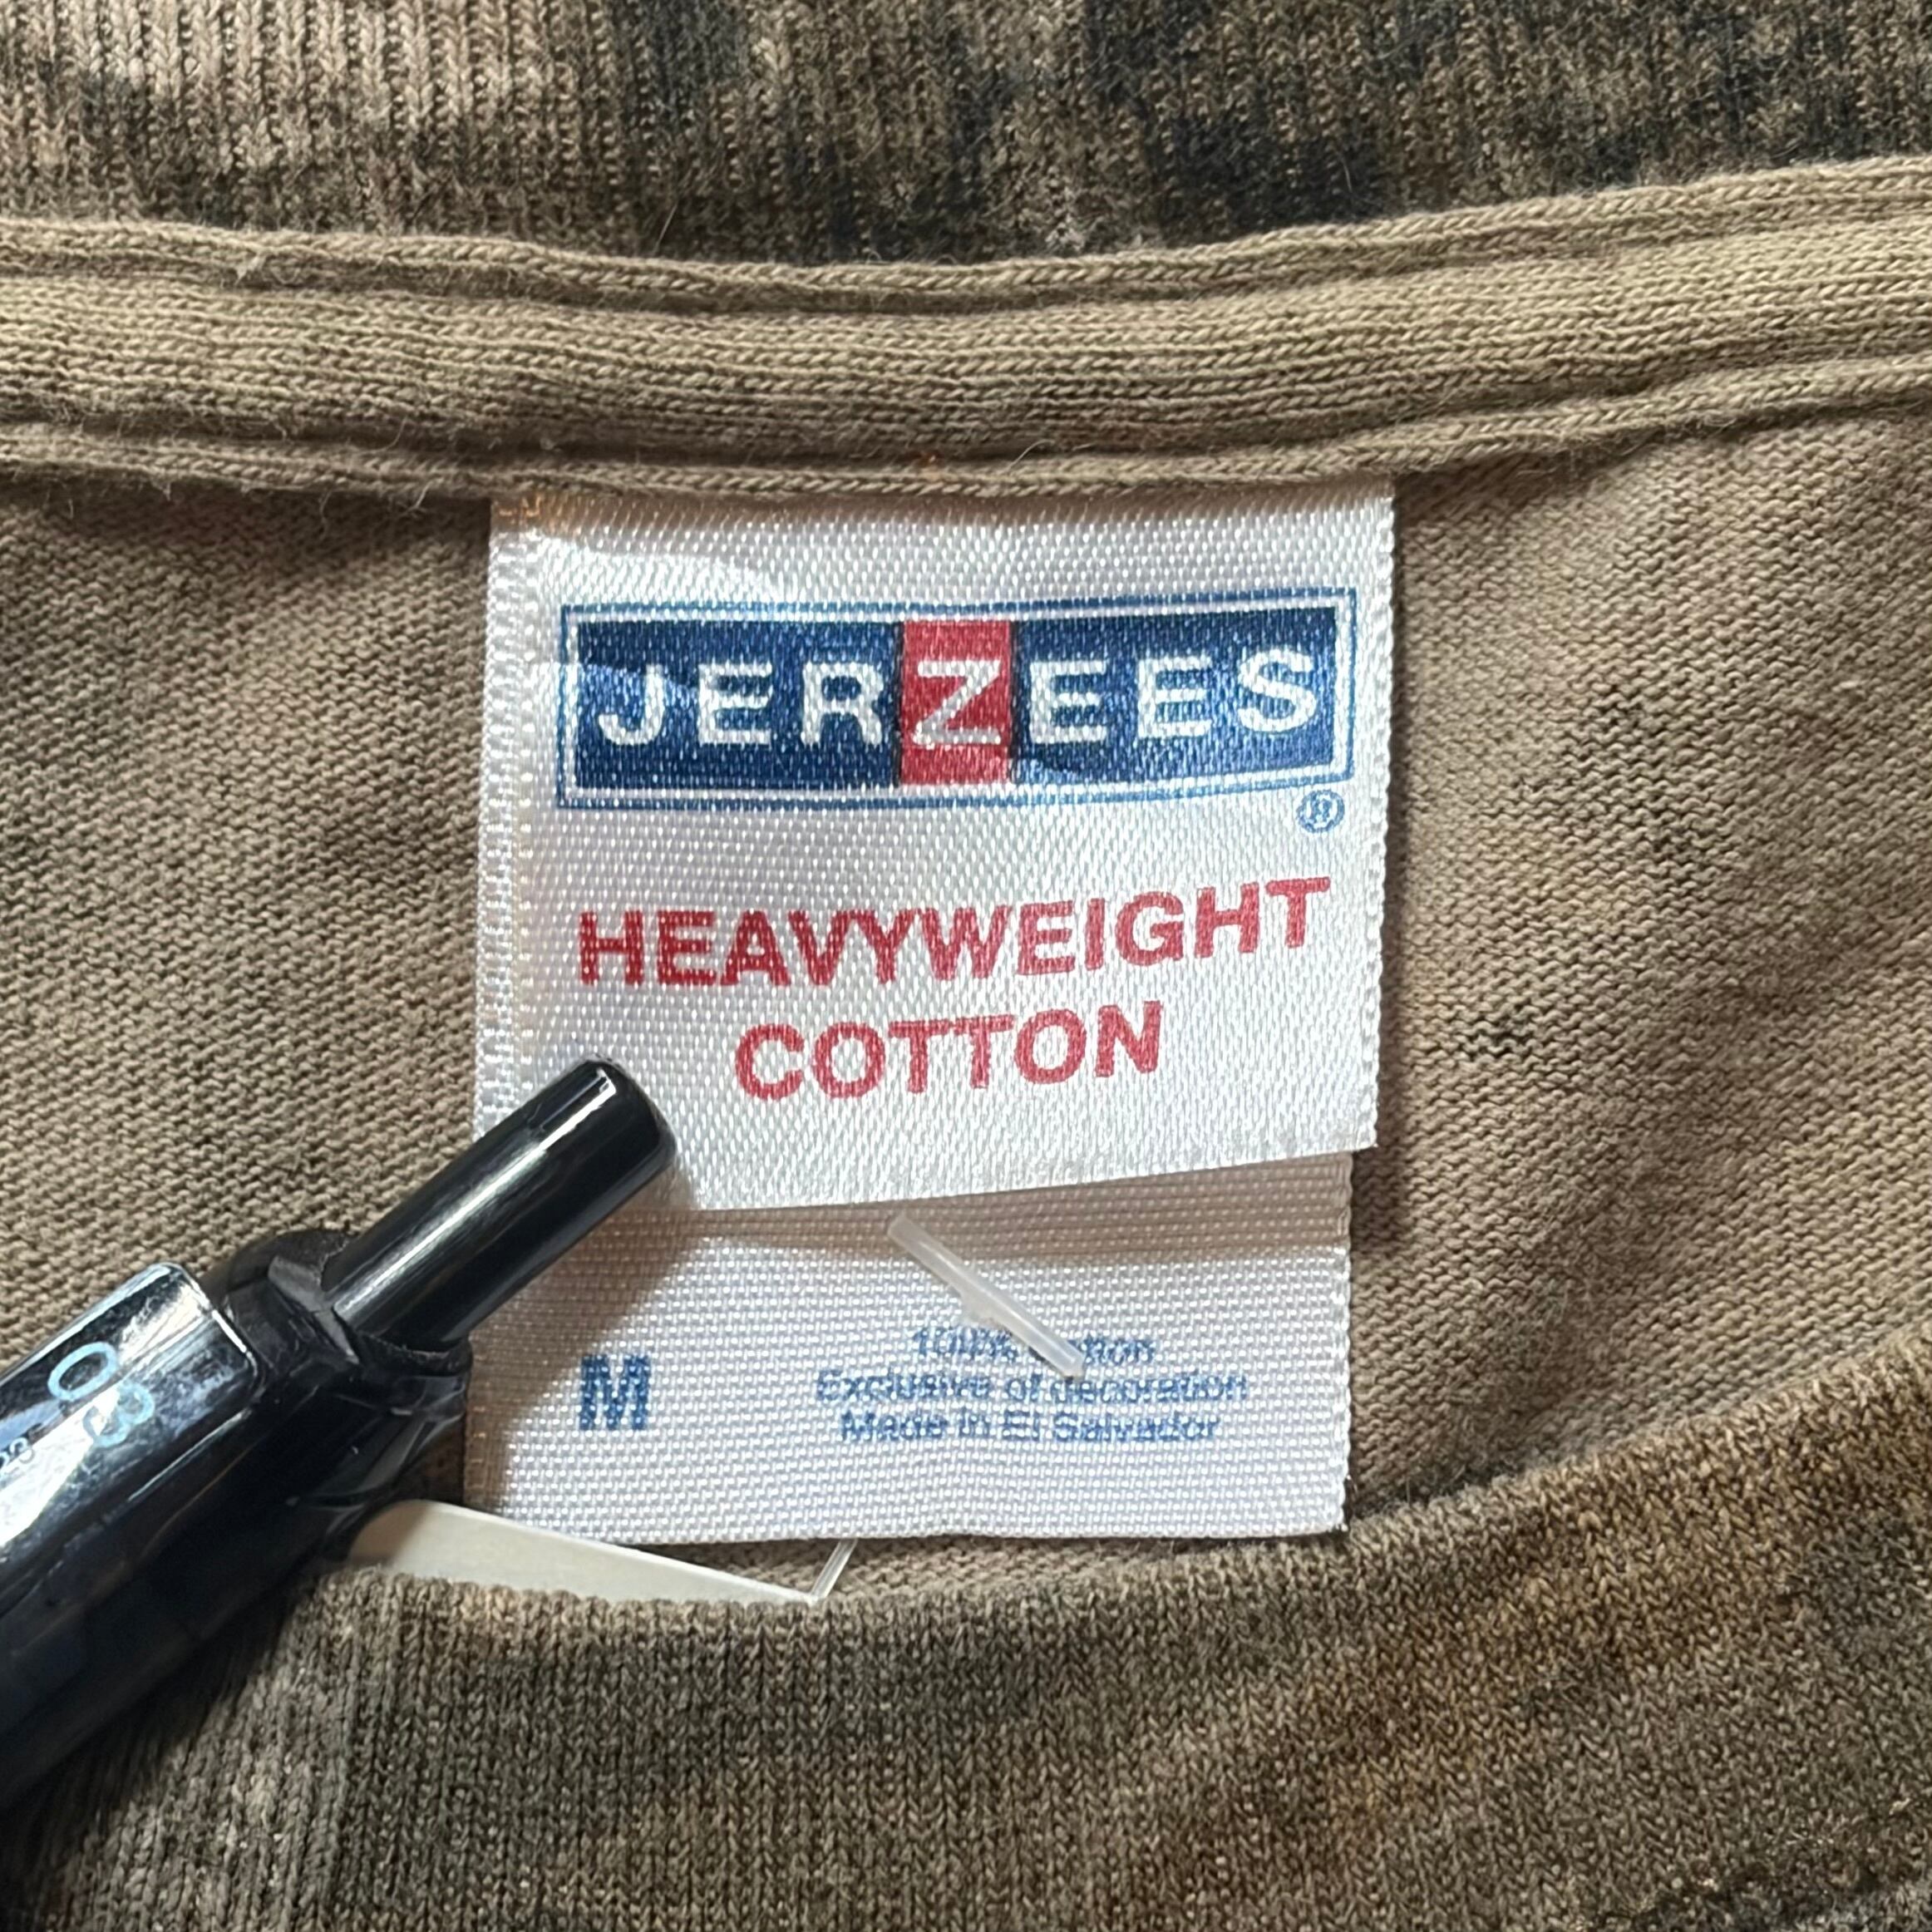 JERZEES
®
HEAVYWEIGHT
COTTON
M
100% Cotton
Exclusive of decoration
Made in El Salvador